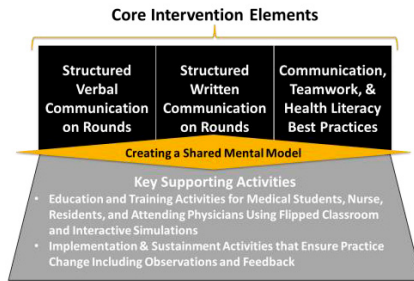 Core Intervention Elements
Structured
Verbal
Communication
on Rounds
Structured
Written
Communication
on Rounds
Communication,
Teamwork, &
Health Literacy
Best Practices
Creating a Shared Mental Model
Key Supporting Activities
• Education and Training Activities for Medical Students, Nurse,
Residents, and Attending Physicians Using Flipped Classroom
and Interactive Simulations
• Implementation & Sustainment Activities that Ensure Practice
Change Including Observations and Feedback